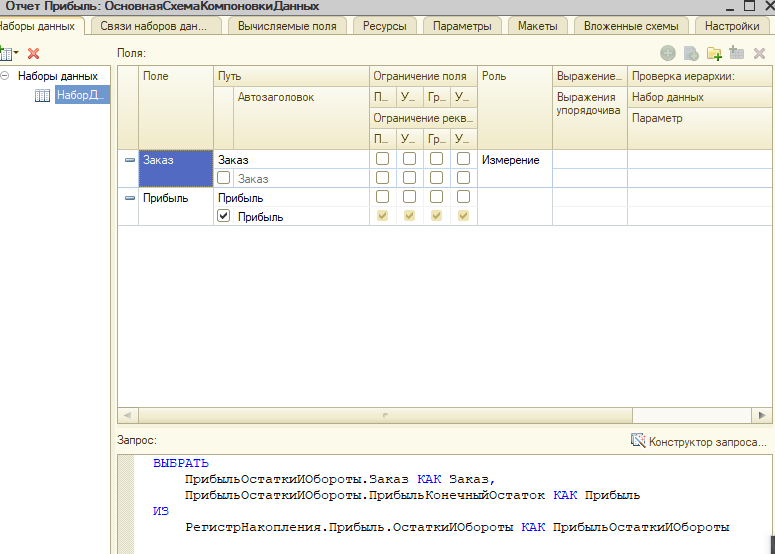 Отчет Прибыль: ОсновнаяСхемаКомпоновкиДанных
Наборы данных Связи наборов дан... Вычисляемые поля Ресурсы Параметры Макеты Вложенные схемы Настройки
Поля:
Наборы данных
НаборД...
Поле Путь Ограничение поля Роль Выражение... Проверка иерархии:
Автозаголовок П... У... Гр... У... Выражения упорядочива Набор данных
Ограничение рекв... Параметр
П... У... Гр... У...
Заказ Заказ Измерение
Заказ
Прибыль Прибыль
Прибыль
Запрос: Конструктор запроса...
ВЫБРАТЬ
ПрибыльОстаткиИОбороты.Заказ КАК Заказ,
ПрибыльОстаткиИОбороты.ПрибыльКонечныйОстаток КАК Прибыль
ИЗ
РегистрНакопления.Прибыль.ОстаткиИОбороты КАК ПрибыльОстаткиИОбороты